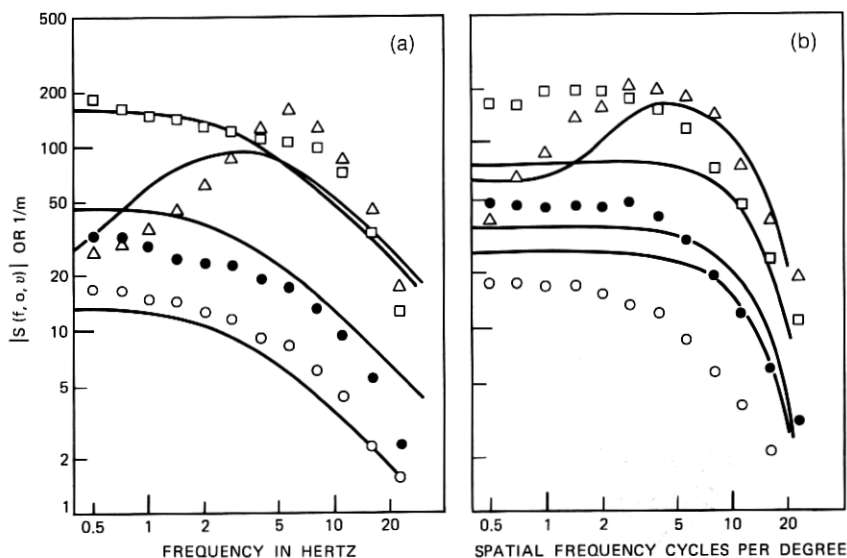 (a)
(b)
|S (f, o, υ)| OR 1/m
500
200
100
50
20
10
5
2
1
0.5 1 2 5 10 20
FREQUENCY IN HERTZ
0.5 1 2 5 10 20
SPATIAL FREQUENCY CYCLES PER DEGREE